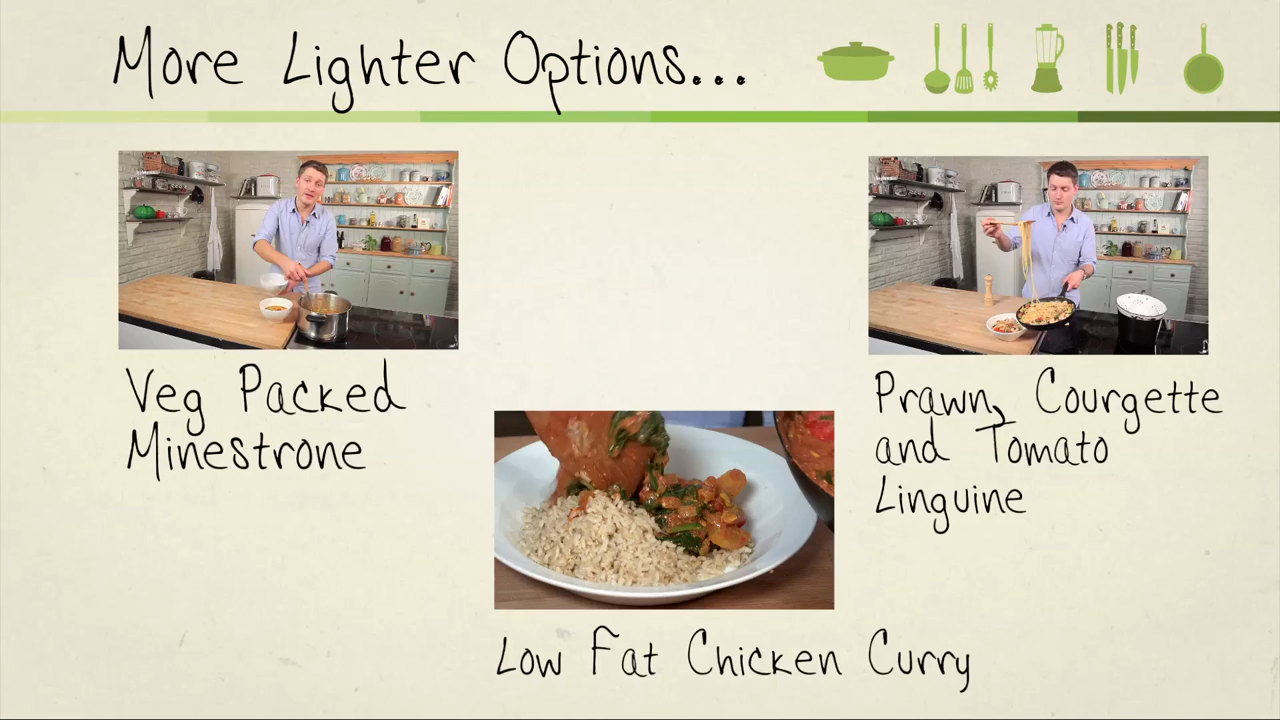 More Lighter Options...
Veg Packed
Minestrone
Prawn, Courgette
and Tomato
Linguine
Low Fat Chicken Curry